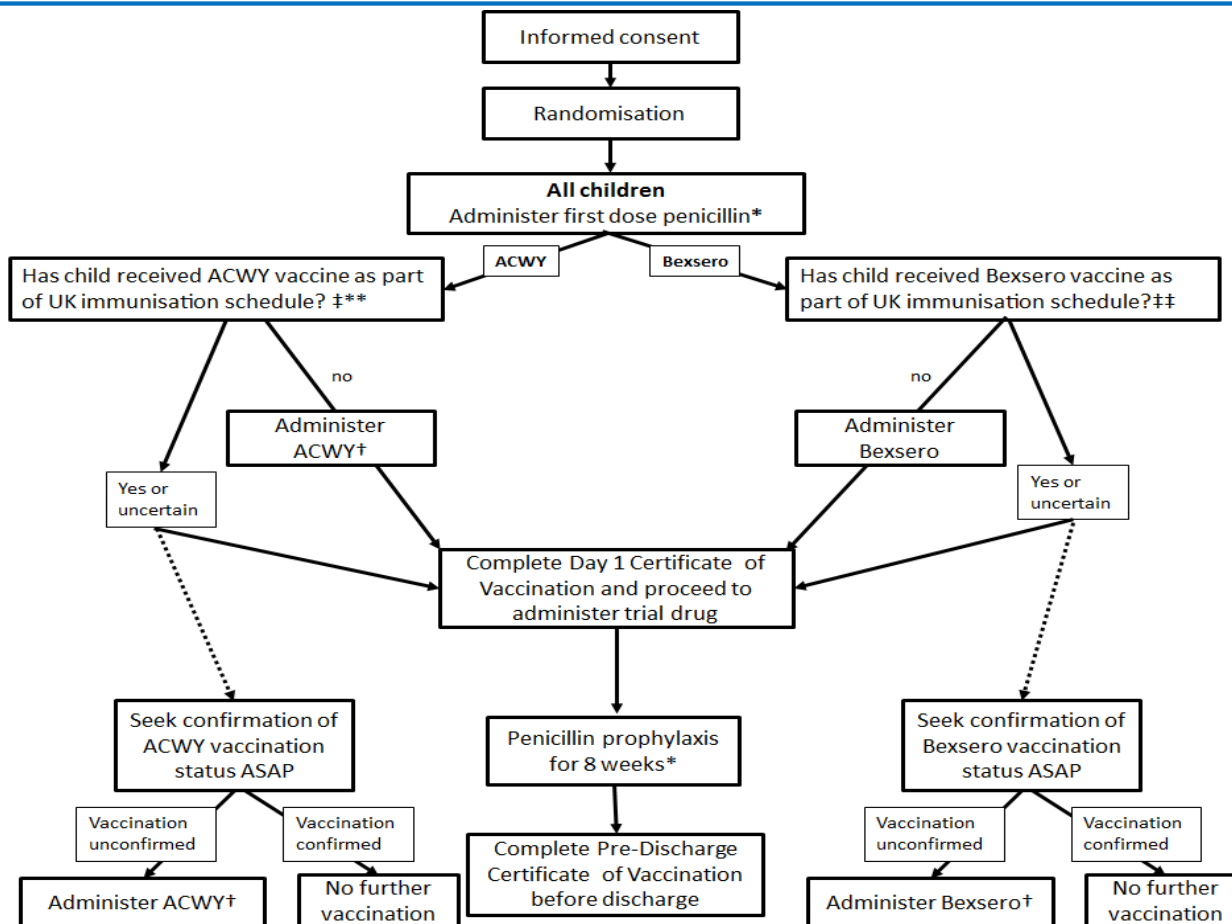 Informed consent
Randomisation
All children
Administer first dose penicillin*
ACWY
Bexsero
Has child received ACWY vaccine as part
of UK immunisation schedule? ‡**
Has child received Bexsero vaccine as
part of UK immunisation schedule?‡‡
no
no
Administer
ACWY†
Administer
Bexsero
Yes or
uncertain
Yes or
uncertain
Complete Day 1 Certificate of
Vaccination and proceed to
administer trial drug
Seek confirmation of
ACWY vaccination
status ASAP
Penicillin prophylaxis
for 8 weeks*
Seek confirmation of
Bexsero vaccination
status ASAP
Vaccination
unconfirmed
Vaccination
confirmed
Vaccination
unconfirmed
Vaccination
confirmed
Complete Pre-Discharge
Certificate of Vaccination
before discharge
Administer ACWY†
No further
vaccination
Administer Bexsero†
No further
vaccination